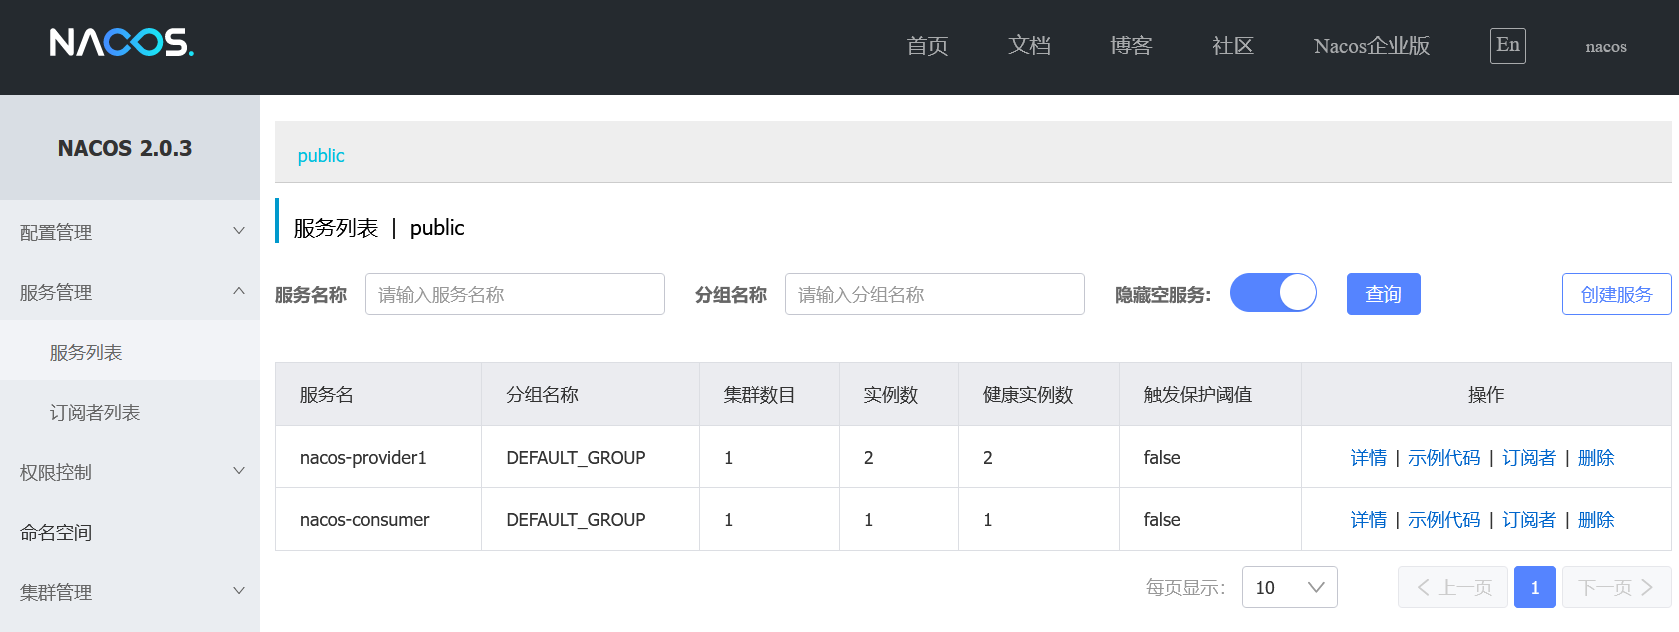 NACOS. 首页 文档 博客 社区 Nacos企业版 En nacos
NACOS 2.0.3
配置管理
服务管理
服务列表
订阅者列表
权限控制
命名空间
集群管理
public
服务列表 | public
服务名称 请输入服务名称 分组名称 请输入分组名称 隐藏空服务: 查询 创建服务
服务名 分组名称 集群数目 实例数 健康实例数 触发保护阈值 操作
nacos-provider1 DEFAULT_GROUP 1 2 2 false 详情 | 示例代码 | 订阅者 | 删除
nacos-consumer DEFAULT_GROUP 1 1 1 false 详情 | 示例代码 | 订阅者 | 删除
每页显示: 10 上一页 1 下一页